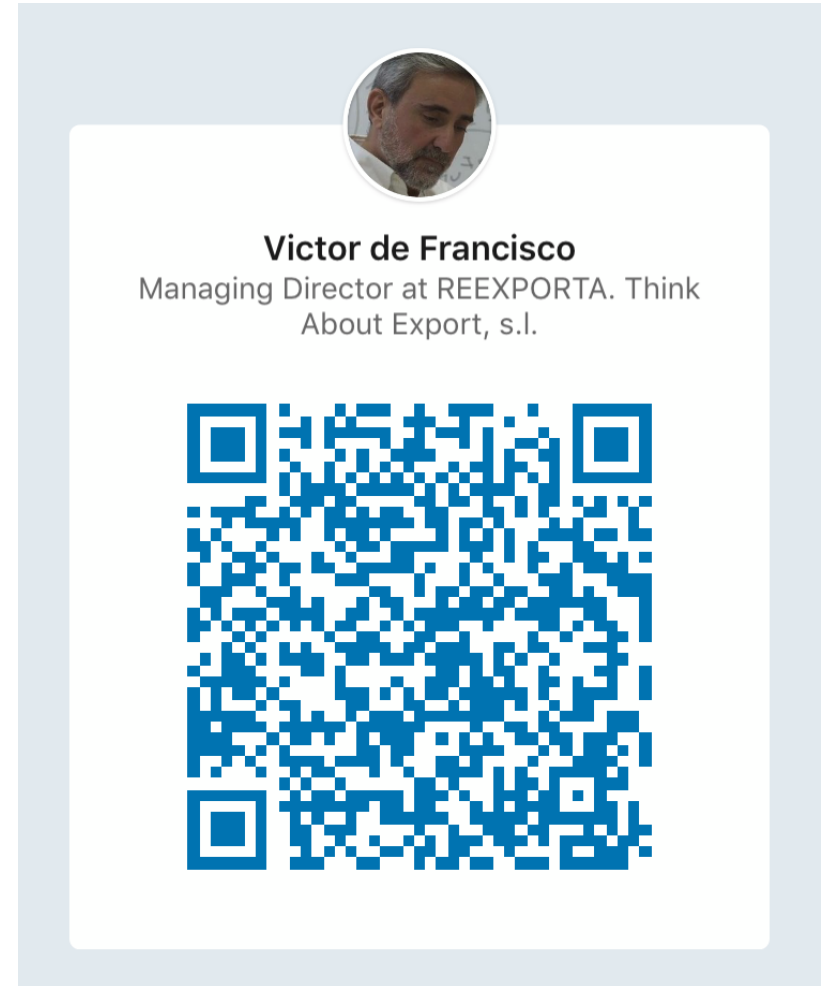 Victor de Francisco
Managing Director at REEXPORTA. Think
About Export, s.l.